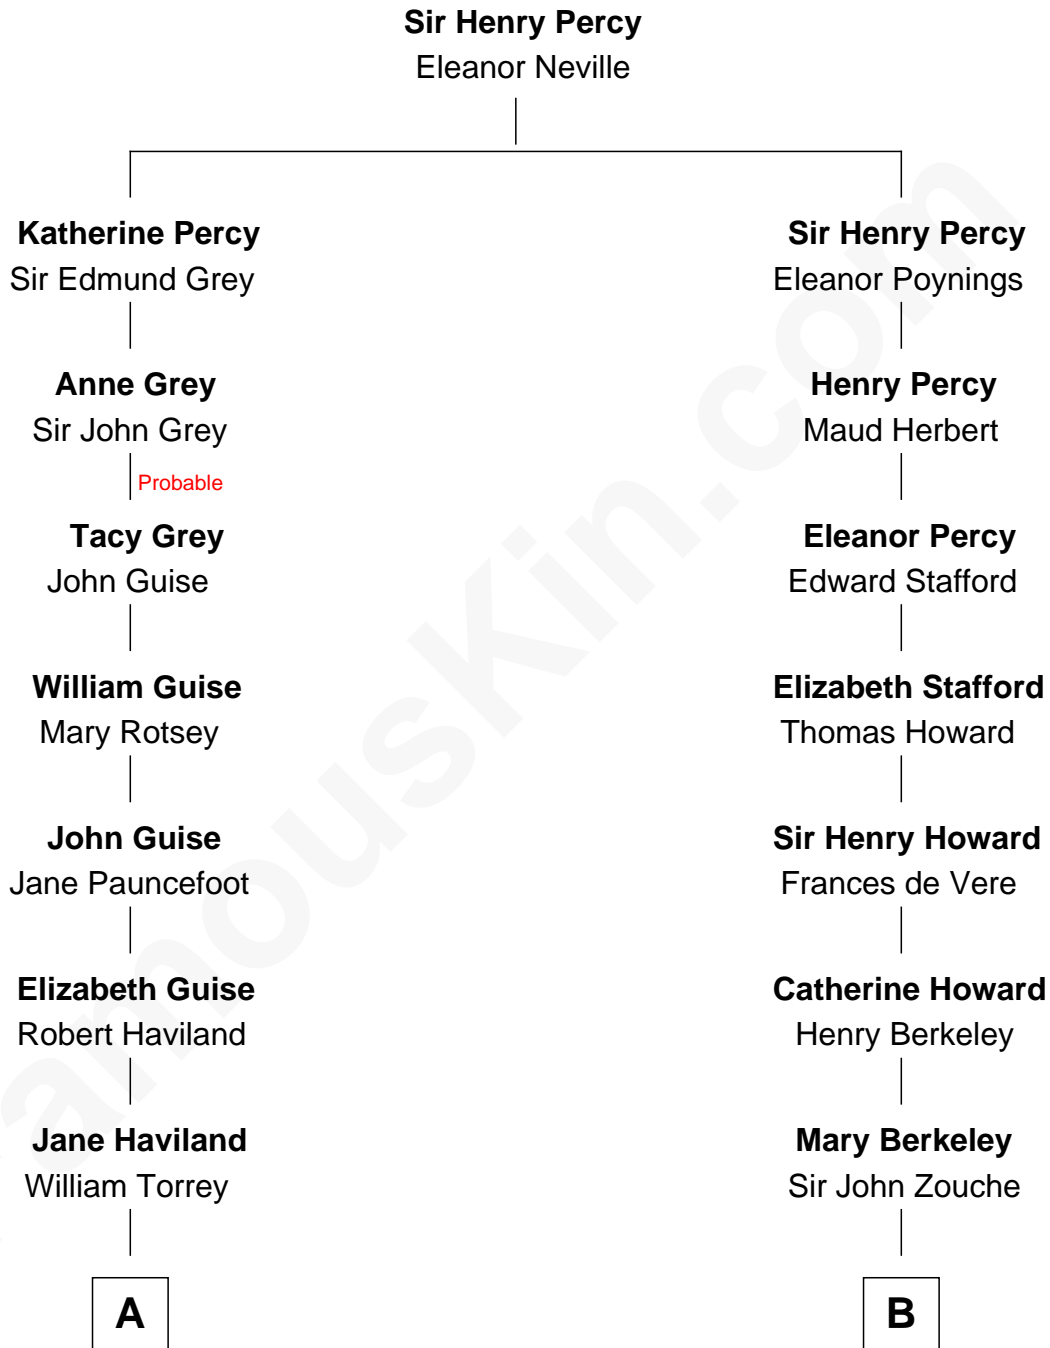 Sir Henry Percy
Eleanor Neville
Katherine Percy
Sir Edmund Grey
Anne Grey
Sir John Grey
Probable
Tacy Grey
John Guise
William Guise
Mary Rotsey
John Guise
Jane Pauncefoot
Elizabeth Guise
Robert Haviland
Jane Haviland
William Torrey
A
Sir Henry Percy
Eleanor Poynings
Henry Percy
Maud Herbert
Eleanor Percy
Edward Stafford
Elizabeth Stafford
Thomas Howard
Sir Henry Howard
Frances de Vere
Catherine Howard
Henry Berkeley
Mary Berkeley
Sir John Zouche
B
amouskin.com